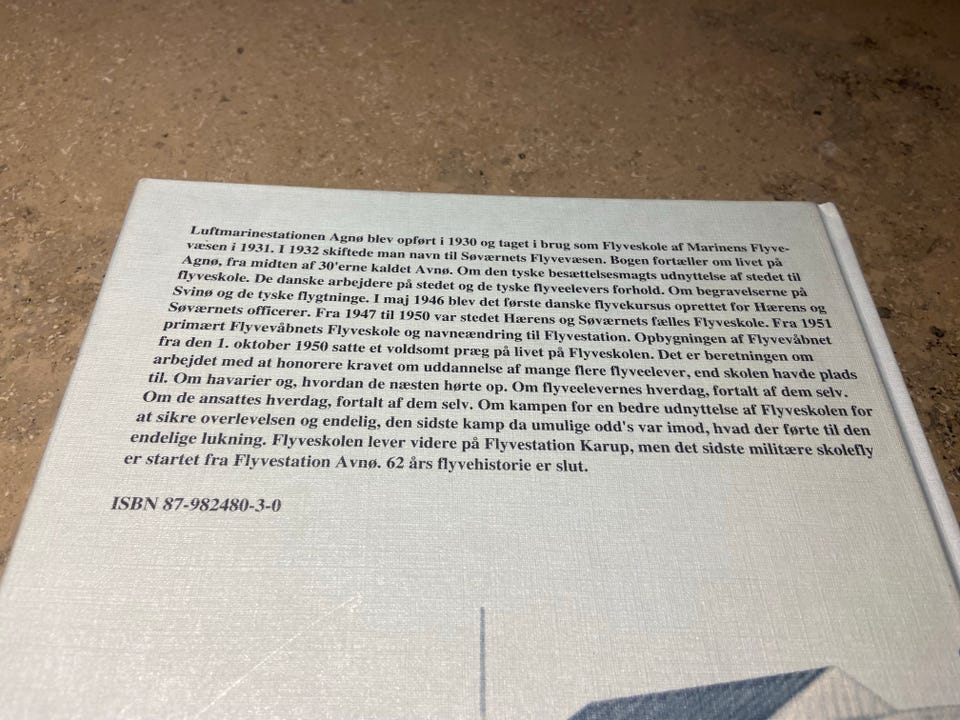 Luftmarinestationen Agnø blev opført i 1930 og taget i brug som Flyveskole af Marinens Flyve-
væsen i 1931. I 1932 skiftede man navn til Søværnets Flyvevæsen. Bogen fortæller om livet på
Agnø, fra midten af 30'erne kaldet Avnø. Om den tyske besættelsesmagts udnyttelse af stedet til
flyveskole. De danske arbejdere på stedet og de tyske flyveelevers forhold. Om begravelserne på
Svinø og de tyske flygtninge. I maj 1946 blev det første danske flyvekursus oprettet for Hærens og
Søværnets officerer. Fra 1947 til 1950 var stedet Hærens og Søværnets fælles Flyveskole. Fra 1951
primært Flyvevåbnets Flyveskole og navneændring til Flyvestation. Opbygningen af Flyvevåbnet
fra den 1. oktober 1950 satte et voldsomt præg på livet på Flyveskolen. Det er beretningen om
arbejdet med at honorere kravet om uddannelse af mange flere flyveelever, end skolen havde plads
til. Om havarier og, hvordan de næsten hørte op. Om flyveelevernes hverdag, fortalt af dem selv.
Om de ansattes hverdag, fortalt af dem selv. Om kampen for en bedre udnyttelse af Flyveskolen for
at sikre overlevelsen og endelig, den sidste kamp da umulige odd's var imod, hvad der førte til den
endelige lukning. Flyveskolen lever videre på Flyvestation Karup, men det sidste militære skolefly
er startet fra Flyvestation Avnø. 62 års flyvehistorie er slut.
ISBN 87-982480-3-0